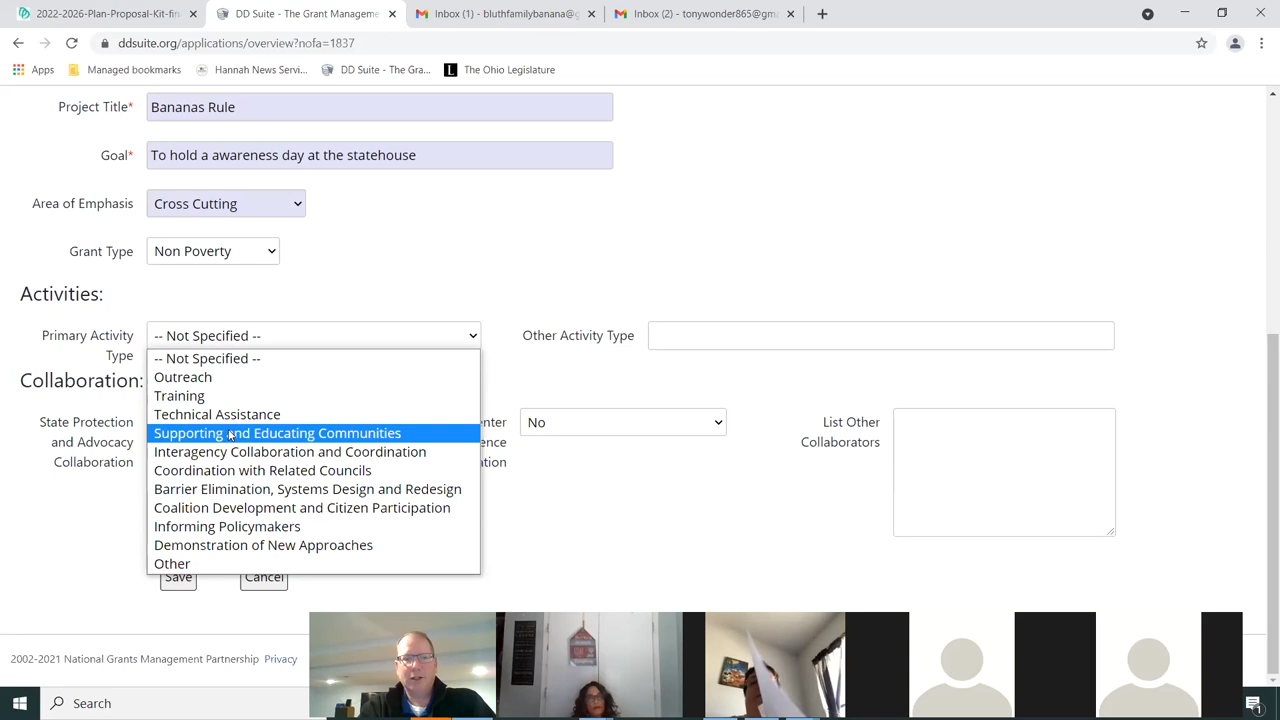 2022-2026-Plan-Proposal-Kit-fin
DD Suite - The Grant Manageme
Inbox (1) - bluthfamilybanana@g
Inbox (2) - tonywonder865@gma
ddsuite.org/applications/overview?nofa=1837
Apps
Managed bookmarks
Hannah News Servi...
DD Suite - The Gra...
The Ohio Legislature
Project Title*
Bananas Rule
Goal*
To hold a awareness day at the statehouse
Area of Emphasis
Cross Cutting
Grant Type
Non Poverty
Activities:
Primary Activity
Type
-- Not Specified --
Other Activity Type
-- Not Specified --
Outreach
Training
Technical Assistance
Supporting and Educating Communities
Interagency Collaboration and Coordination
Coordination with Related Councils
Barrier Elimination, Systems Design and Redesign
Coalition Development and Citizen Participation
Informing Policymakers
Demonstration of New Approaches
Other
Collaboration:
State Protection
and Advocacy
Collaboration
enter
ence
ation
No
List Other
Collaborators
Save
Cancel
2002-2021 National Grants Management Partnership Privacy
Search
1